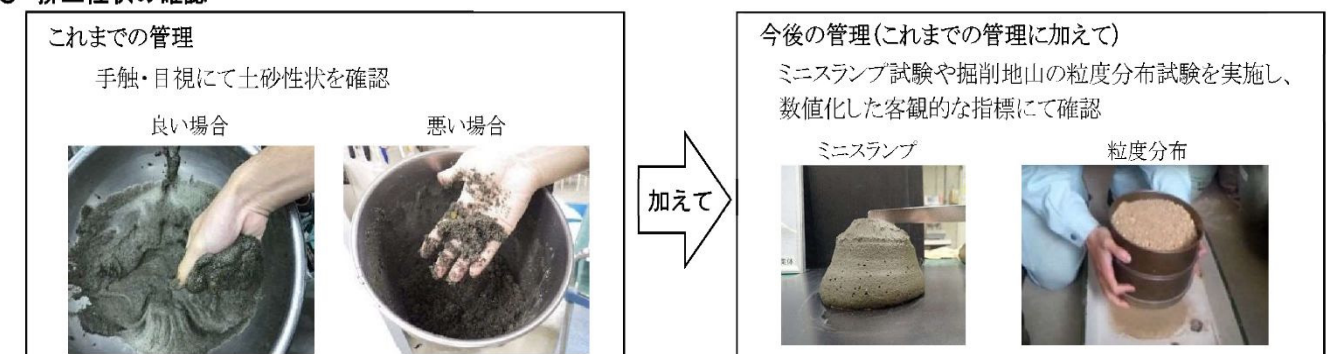 これまでの管理
手触・目視にて土砂性状を確認
良い場合
悪い場合
加えて
今後の管理(これまでの管理に加えて)
ミニスランプ試験や掘削地山の粒度分布試験を実施し、
数値化した客観的な指標にて確認
ミニスランプ
粒度分布